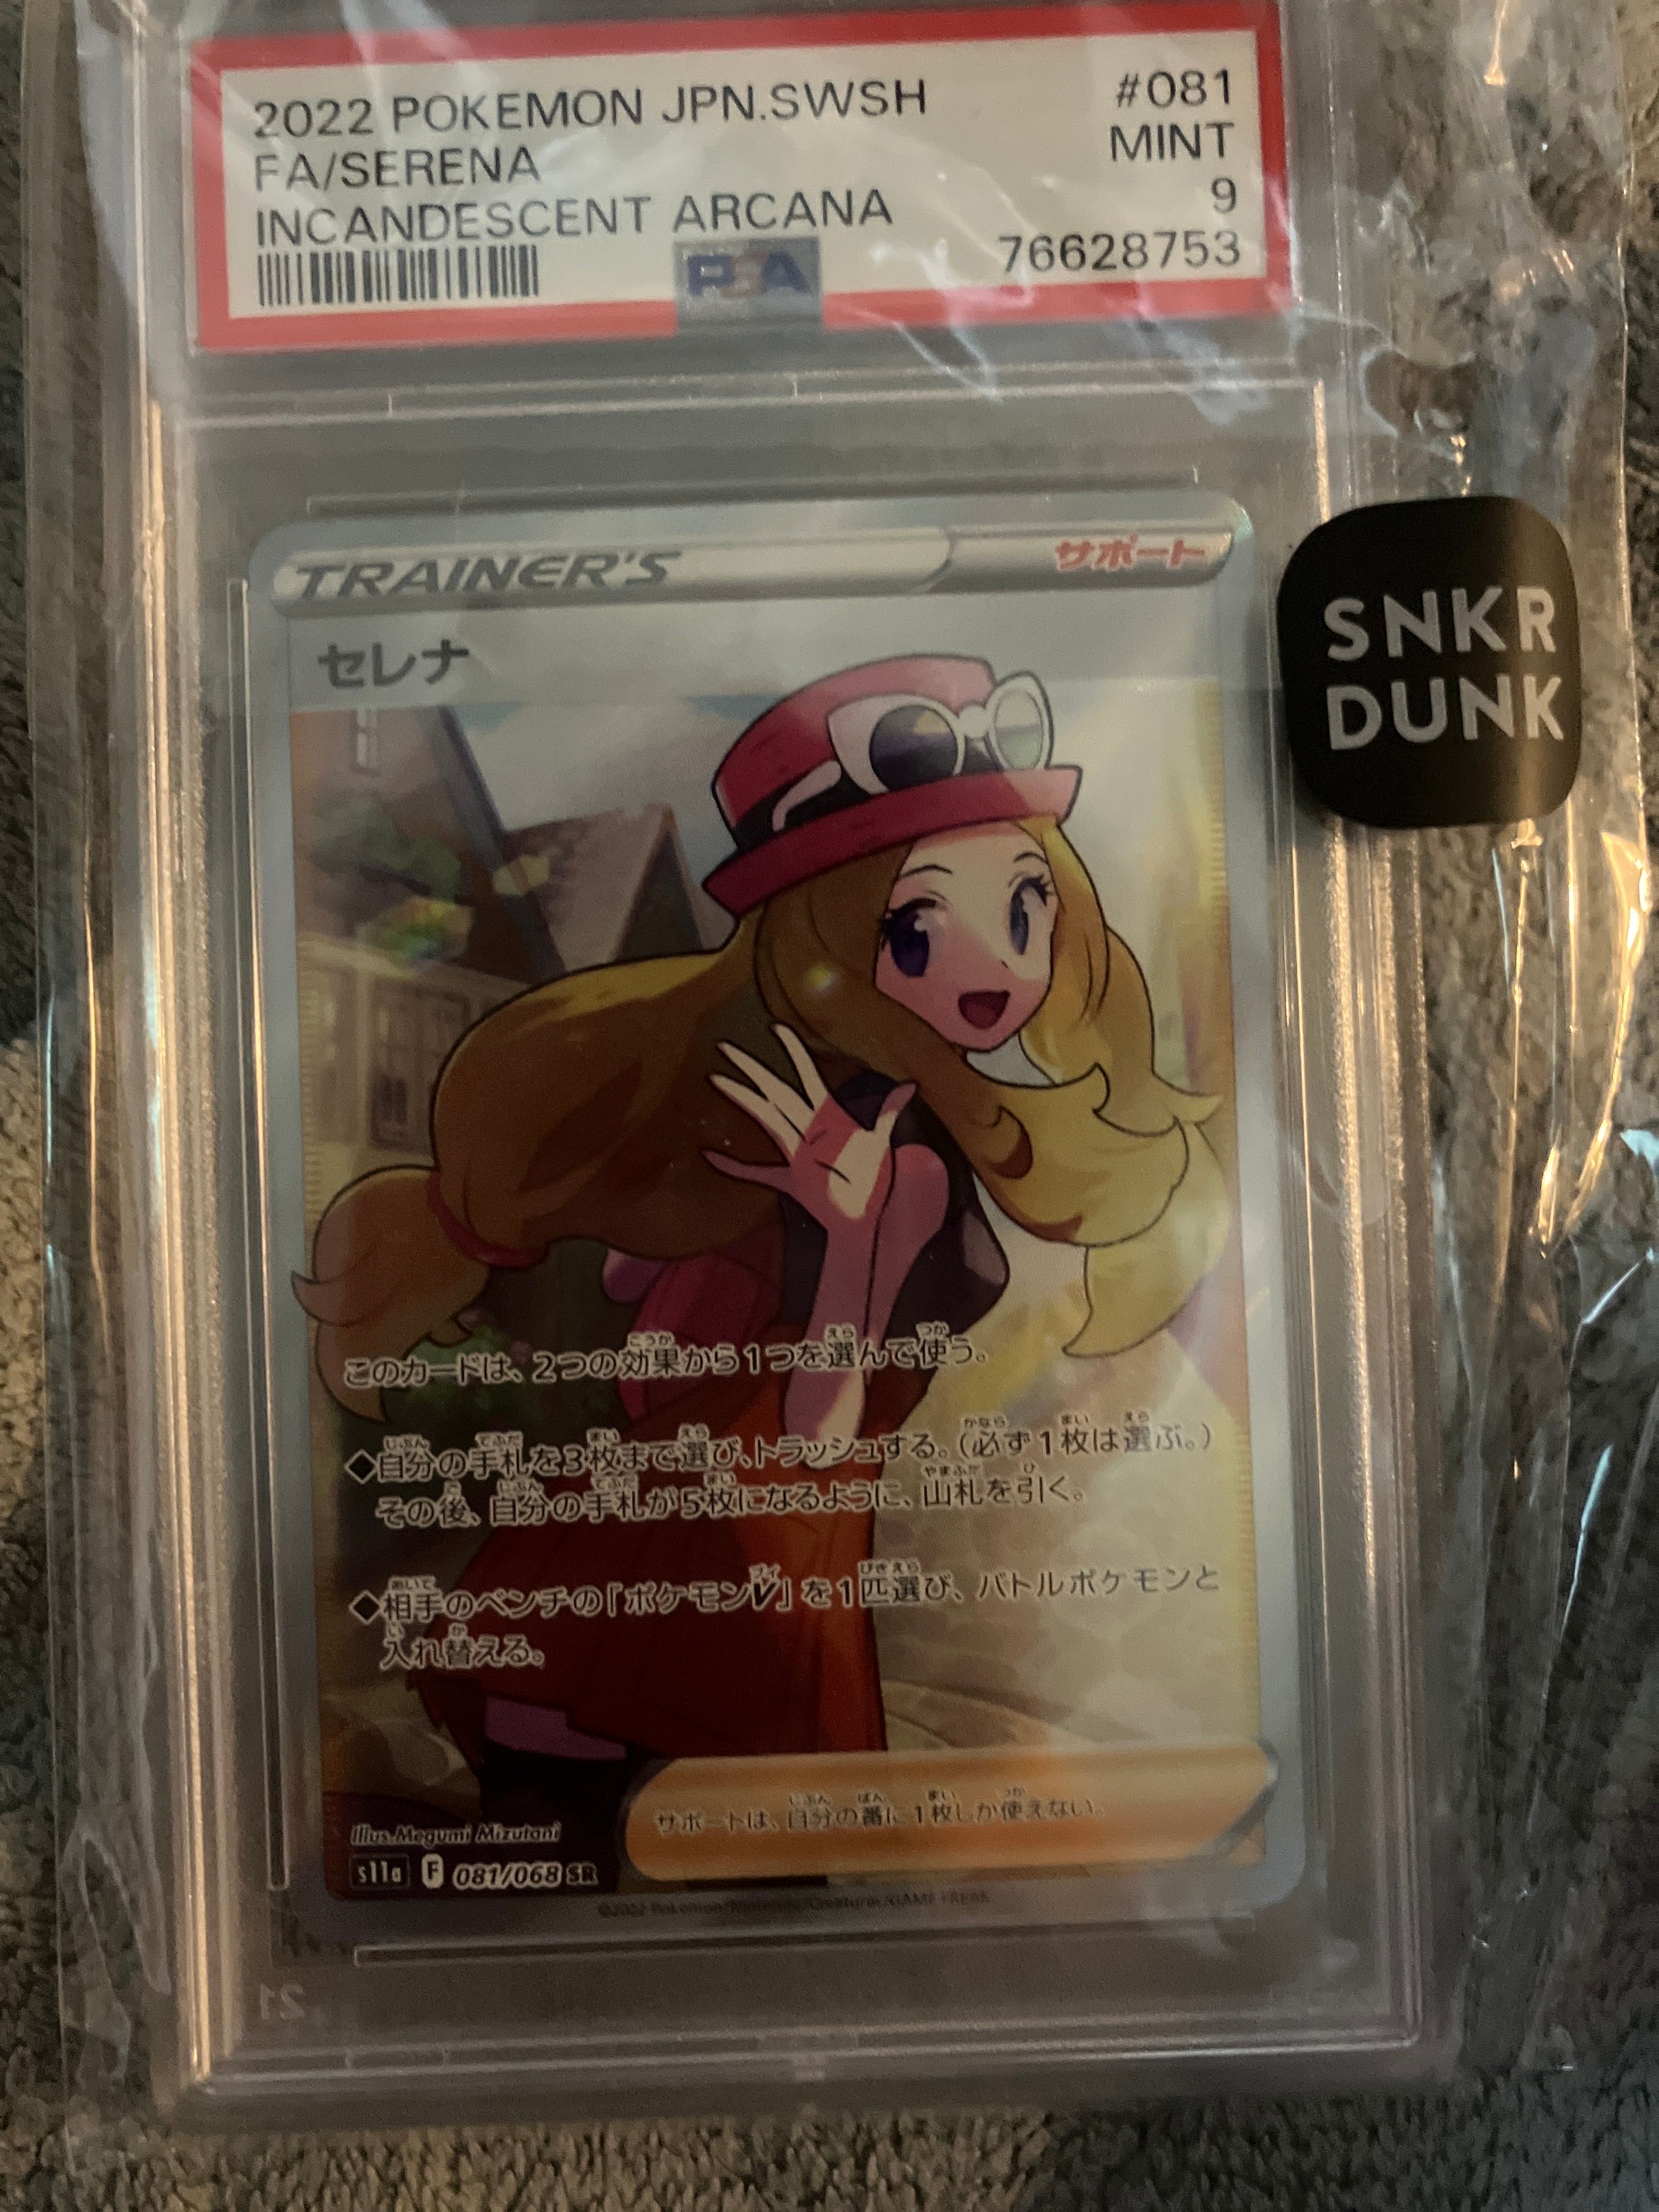 2022 POKEMON JPN.SWSH #081
FA/SERENA MINT
INCANDESCENT ARCANA 9
PSA 76628753
SNKR
DUNK
TRAINER'S サポート
セレナ
このカードは、2つの効果から1つを選んで使う。
◆自分の手札を3枚まで選び、トラッシュする。(必ず1枚は選ぶ。)
その後、自分の手札が5枚になるように、山札を引く。
◆相手のベンチの「ポケモンV」を1匹選び、バトルポケモンと
入れ替える。
サポートは、自分の番に1枚しか使えない。
Illus.Megumi Mizutani
s11a F 081/068 SR
©2022 Pokémon/Nintendo/Creatures/GAME FREAK
21